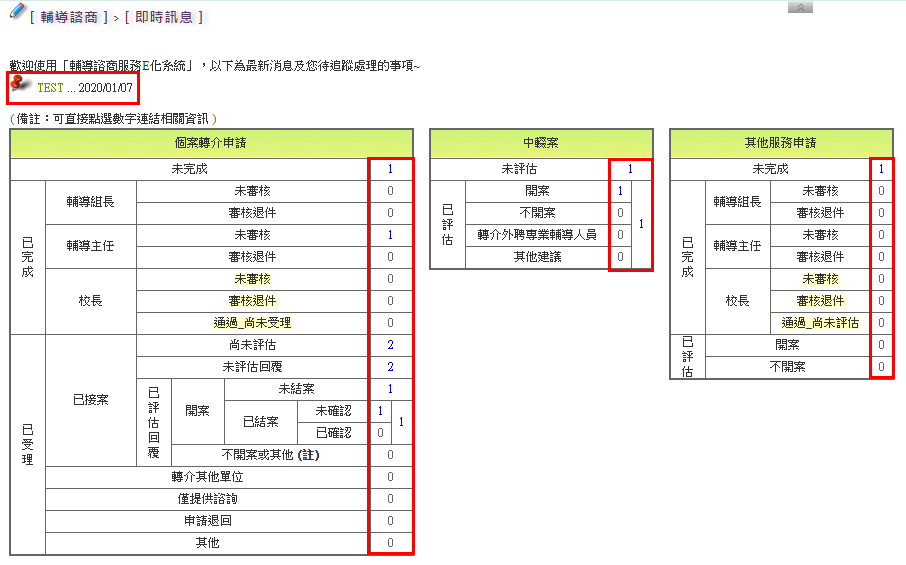 [ 輔導諮商 ] > [ 即時訊息 ]
歡迎使用「輔導諮商服務E化系統」，以下為最新消息及您待追蹤處理的事項~
TEST ... 2020/01/07
( 備註：可直接點選數字連結相關資訊 )
個案轉介申請
未完成 1
已完成
輔導組長
未審核 0
審核退件 0
輔導主任
未審核 1
審核退件 0
校長
未審核 0
審核退件 0
通過_尚未受理 0
已受理
已接案
尚未評估 2
未評估回覆 2
已評估回覆
開案
未結案 1
已結案
未確認 1
已確認 0
1
不開案或其他 (註) 0
轉介其他單位 0
僅提供諮詢 0
申請退回 0
其他 0
中輟案
未評估 1
已評估
開案 1
不開案 0
轉介外聘專業輔導人員 0
其他建議 0
1
其他服務申請
未完成 1
已完成
輔導組長
未審核 0
審核退件 0
輔導主任
未審核 0
審核退件 0
校長
未審核 0
審核退件 0
通過_尚未評估 0
已評估
開案 0
不開案 0